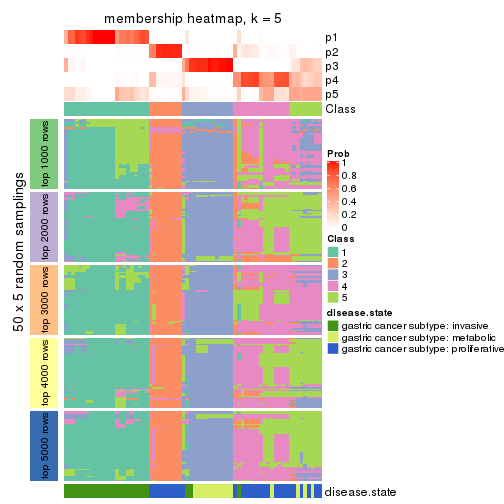 membership heatmap, k = 5
p1
p2
p3
p4
p5
Class
50 x 5 random samplings
top 1000 rows
top 2000 rows
top 3000 rows
top 4000 rows
top 5000 rows
Prob
1
0.8
0.6
0.4
0.2
0
Class
1
2
3
4
5
disease.state
gastric cancer subtype: invasive
gastric cancer subtype: metabolic
gastric cancer subtype: proliferative
disease.state